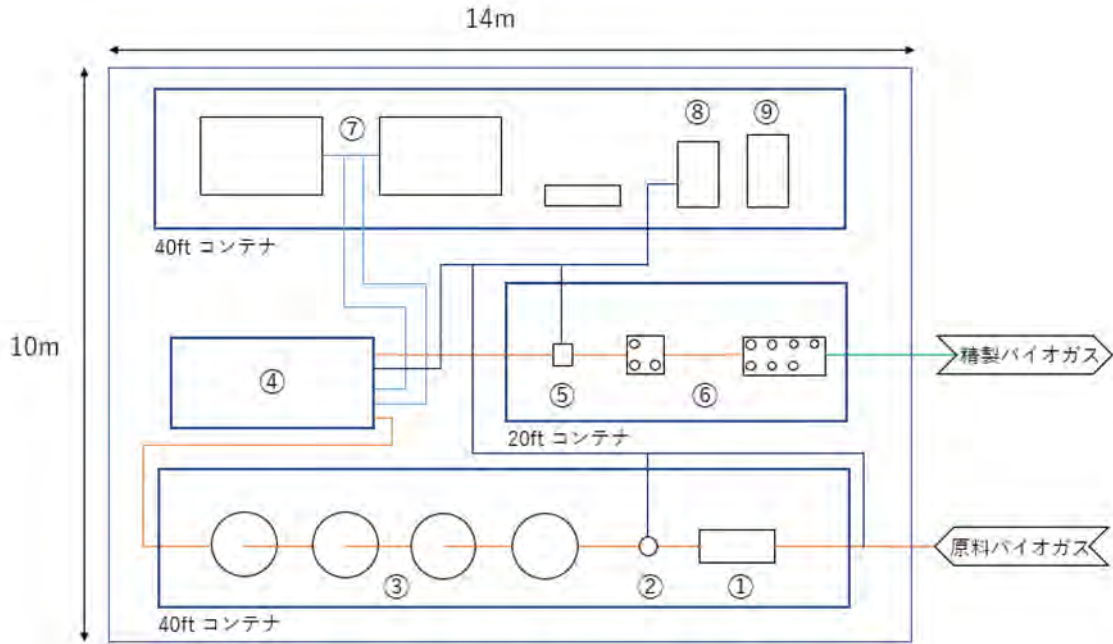 14m
10m
⑦
⑧
⑨
40ft コンテナ
④
⑤
⑥
精製バイオガス
20ft コンテナ
③
②
①
原料バイオガス
40ft コンテナ